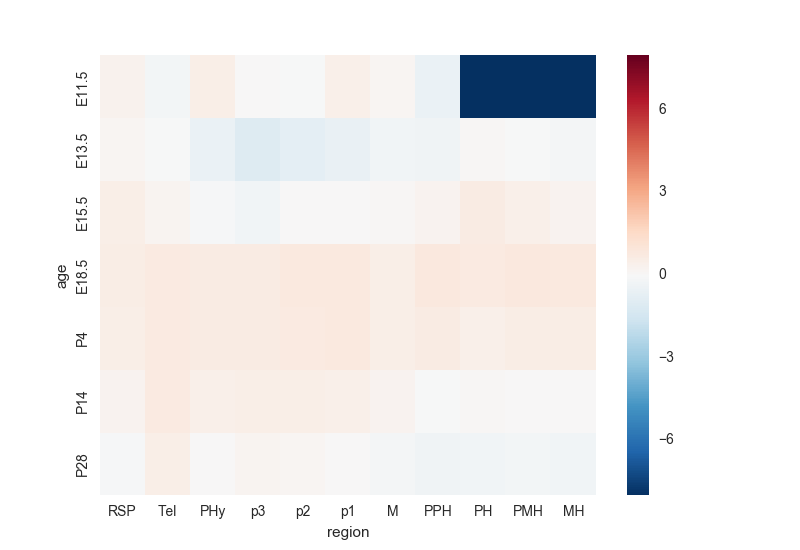 E11.5
E13.5
E15.5
E18.5
P4
P14
P28
age
RSP Tel PHy p3 p2 p1 M PPH PH PMH MH
region
6
3
0
−3
−6